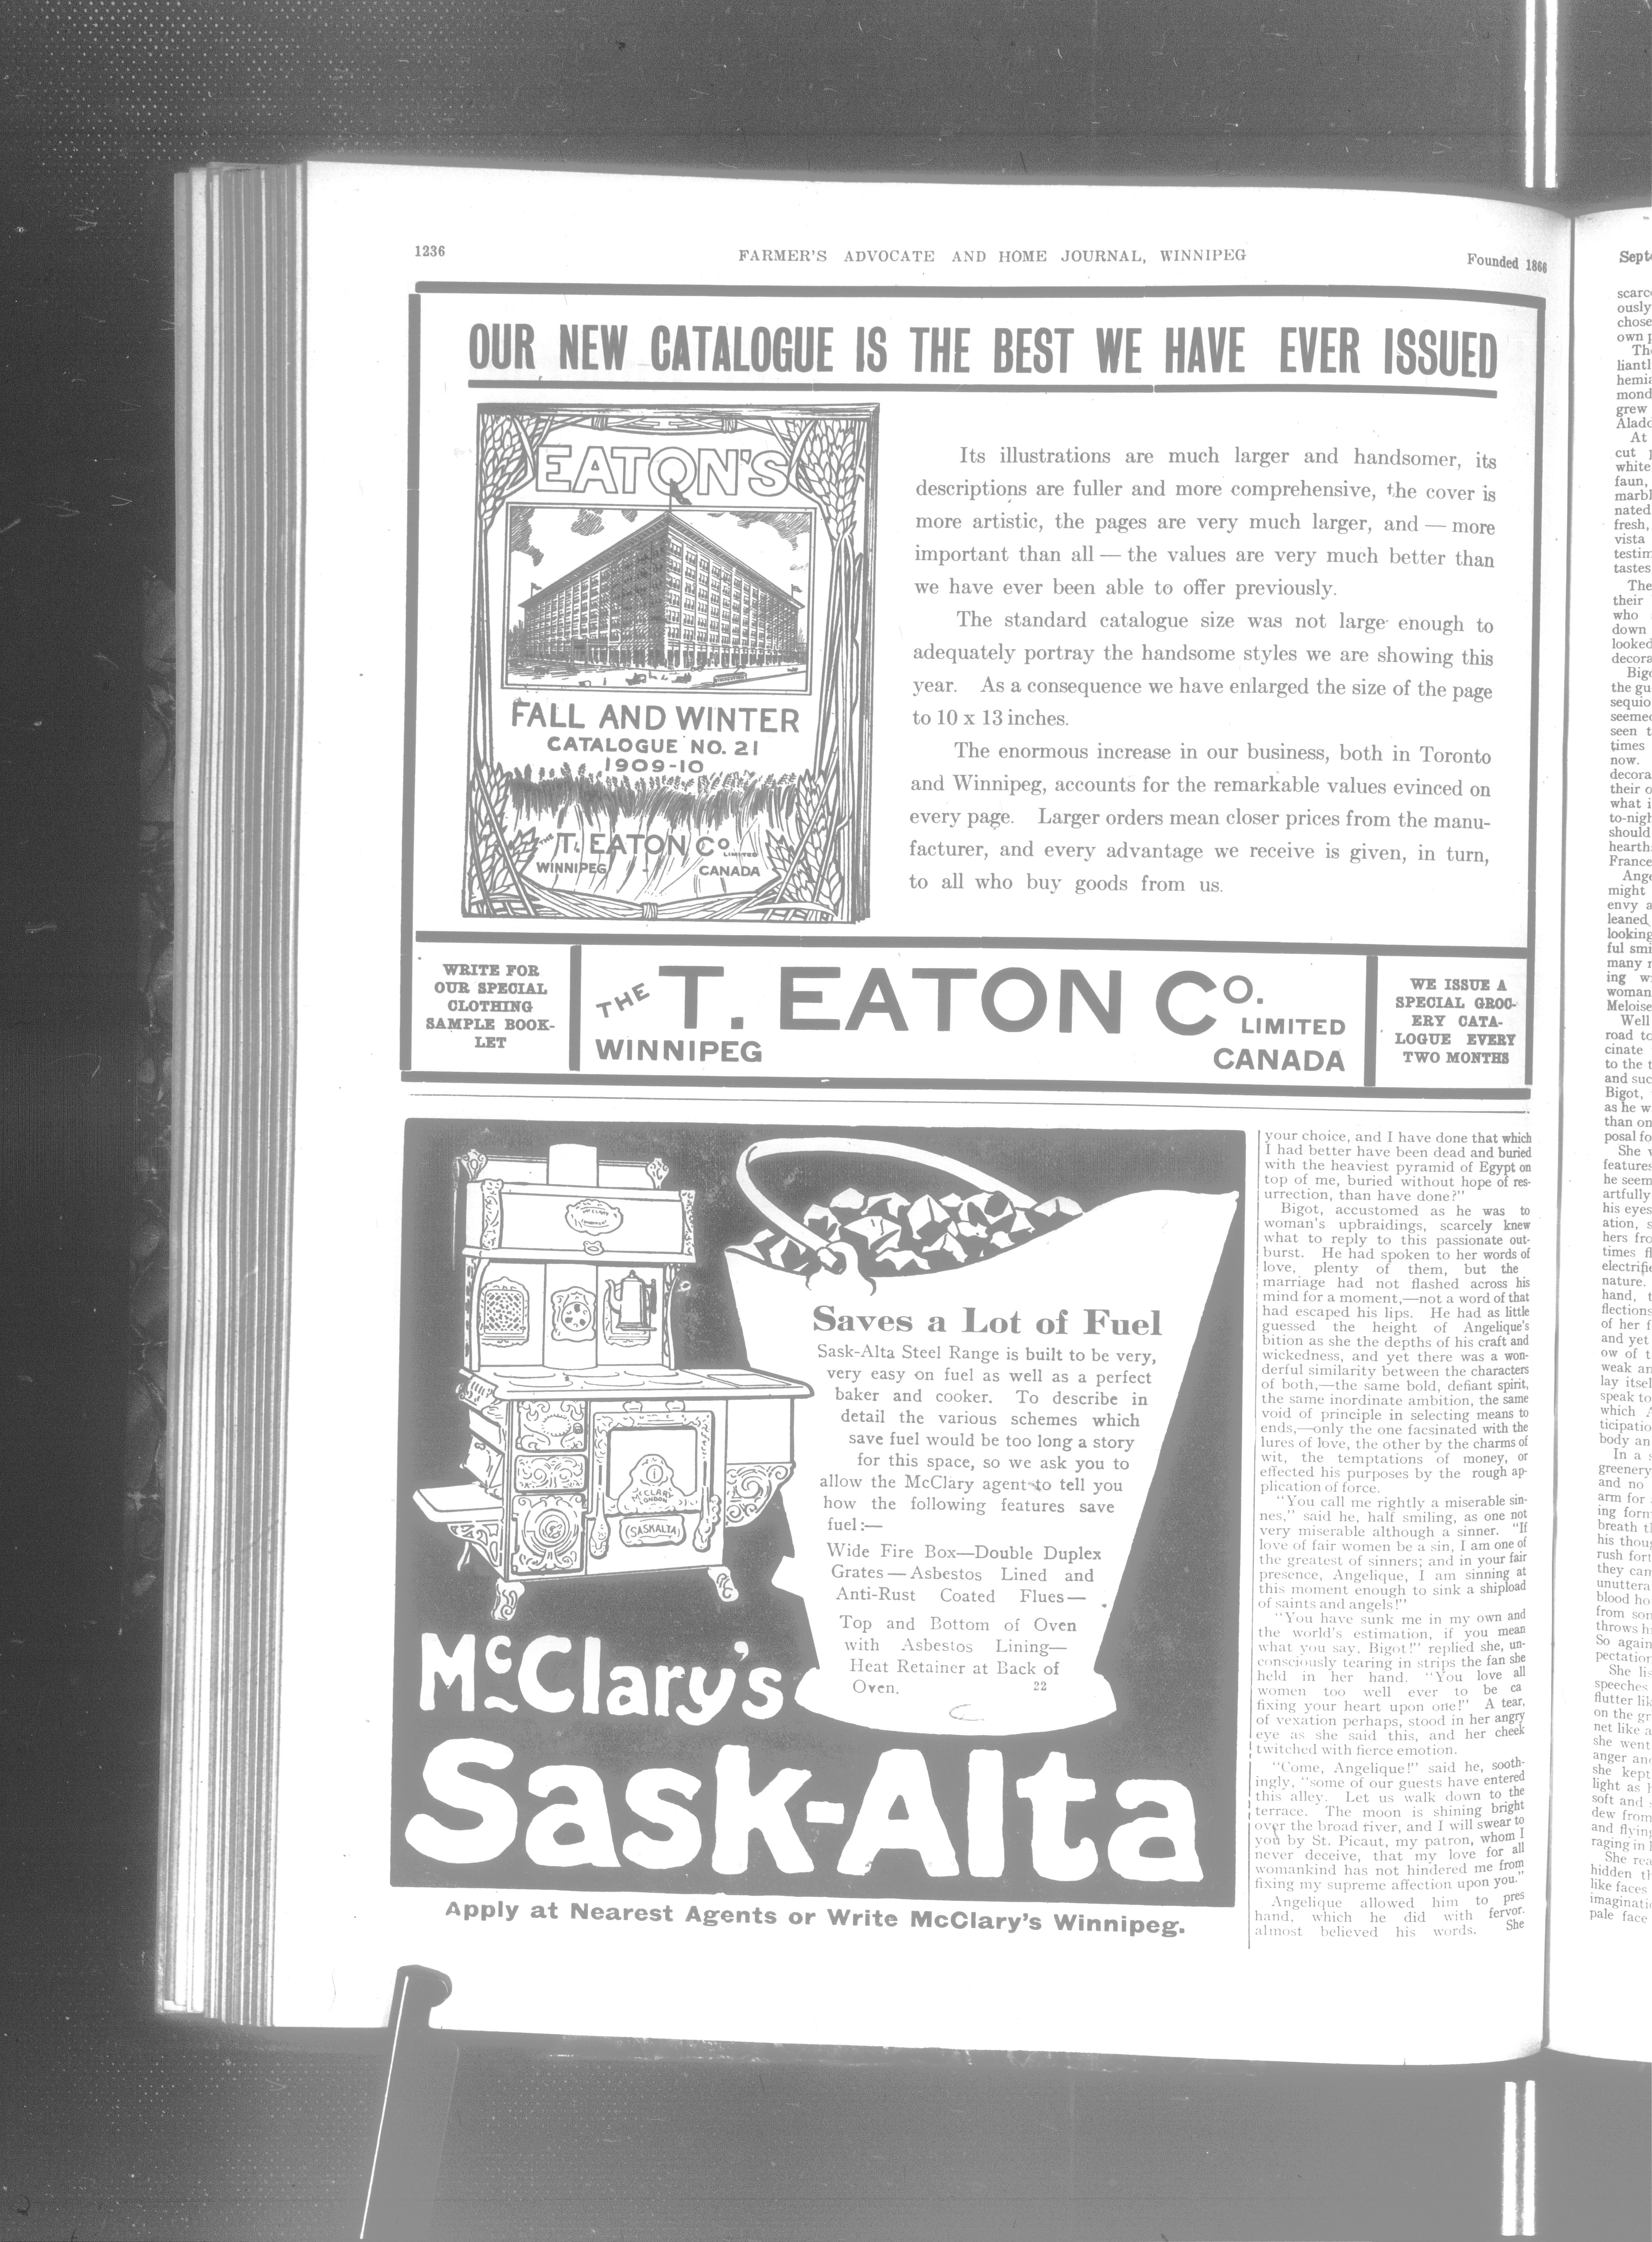 1236
FARMER'S ADVOCATE AND HOME JOURNAL, WINNIPEG
Founded 1866
OUR NEW CATALOGUE IS THE BEST WE HAVE EVER ISSUED
EATON'S
FALL AND WINTER
CATALOGUE NO. 21
1909-10
THE T. EATON CO. LIMITED
WINNIPEG - CANADA
Its illustrations are much larger and handsomer, its
descriptions are fuller and more comprehensive, the cover is
more artistic, the pages are very much larger, and — more
important than all — the values are very much better than
we have ever been able to offer previously.
The standard catalogue size was not large enough to
adequately portray the handsome styles we are showing this
year. As a consequence we have enlarged the size of the page
to 10 x 13 inches.
The enormous increase in our business, both in Toronto
and Winnipeg, accounts for the remarkable values evinced on
every page. Larger orders mean closer prices from the manu-
facturer, and every advantage we receive is given, in turn,
to all who buy goods from us.
WRITE FOR
OUR SPECIAL
CLOTHING
SAMPLE BOOK-
LET
THE T. EATON CO.
LIMITED
WINNIPEG
CANADA
WE ISSUE A
SPECIAL GROC-
ERY CATA-
LOGUE EVERY
TWO MONTHS
McCLARY
LONDON
SASKALTA
Saves a Lot of Fuel
Sask-Alta Steel Range is built to be very,
very easy on fuel as well as a perfect
baker and cooker. To describe in
detail the various schemes which
save fuel would be too long a story
for this space, so we ask you to
allow the McClary agent to tell you
how the following features save
fuel:—
Wide Fire Box—Double Duplex
Grates — Asbestos Lined and
Anti-Rust Coated Flues —
Top and Bottom of Oven
with Asbestos Lining—
Heat Retainer at Back of
Oven. 22
McClary's
Sask-Alta
Apply at Nearest Agents or Write McClary's Winnipeg.
your choice, and I have done that which
I had better have been dead and buried
with the heaviest pyramid of Egypt on
top of me, buried without hope of res-
urrection, than have done?"
Bigot, accustomed as he was to
woman's upbraidings, scarcely knew
what to reply to this passionate out-
burst. He had spoken to her words of
love, plenty of them, but the
marriage had not flashed across his
mind for a moment,—not a word of that
had escaped his lips. He had as little
guessed the height of Angelique's
bition as she the depths of his craft and
wickedness, and yet there was a won-
derful similarity between the characters
of both,—the same bold, defiant spirit,
the same inordinate ambition, the same
void of principle in selecting means to
ends,—only the one facsinated with the
lures of love, the other by the charms of
wit, the temptations of money, or
effected his purposes by the rough ap-
plication of force.
"You call me rightly a miserable sin-
nes," said he, half smiling, as one not
very miserable although a sinner. "If
love of fair women be a sin, I am one of
the greatest of sinners; and in your fair
presence, Angelique, I am sinning at
this moment enough to sink a shipload
of saints and angels!"
"You have sunk me in my own and
the world's estimation, if you mean
what you say, Bigot!" replied she, un-
consciously tearing in strips the fan she
held in her hand. "You love all
women too well ever to be ca
fixing your heart upon one!" A tear,
of vexation perhaps, stood in her angry
eye as she said this, and her cheek
twitched with fierce emotion.
"Come, Angelique!" said he, sooth-
ingly, "some of our guests have entered
this alley. Let us walk down to the
terrace. The moon is shining bright
over the broad river, and I will swear to
you by St. Picaut, my patron, whom I
never deceive, that my love for all
womankind has not hindered me from
fixing my supreme affection upon you."
Angelique allowed him to pres
hand, which he did with fervor.
almost believed his words. She